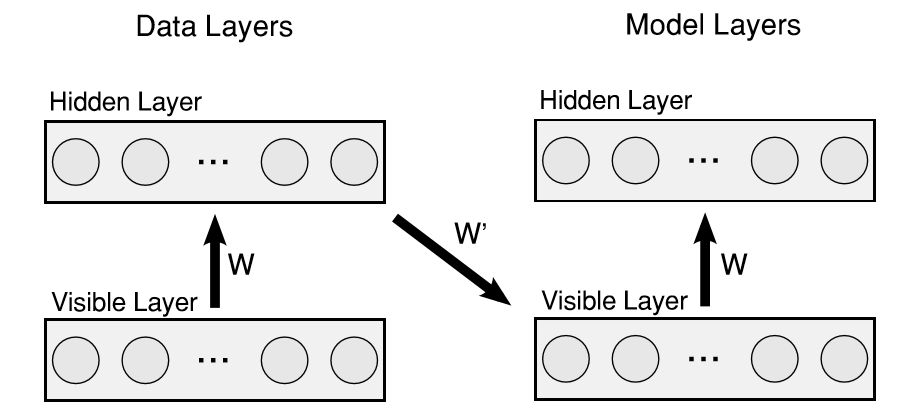 Data Layers
Model Layers
Hidden Layer
...
Hidden Layer
...
W
W'
W
Visible Layer
...
Visible Layer
...